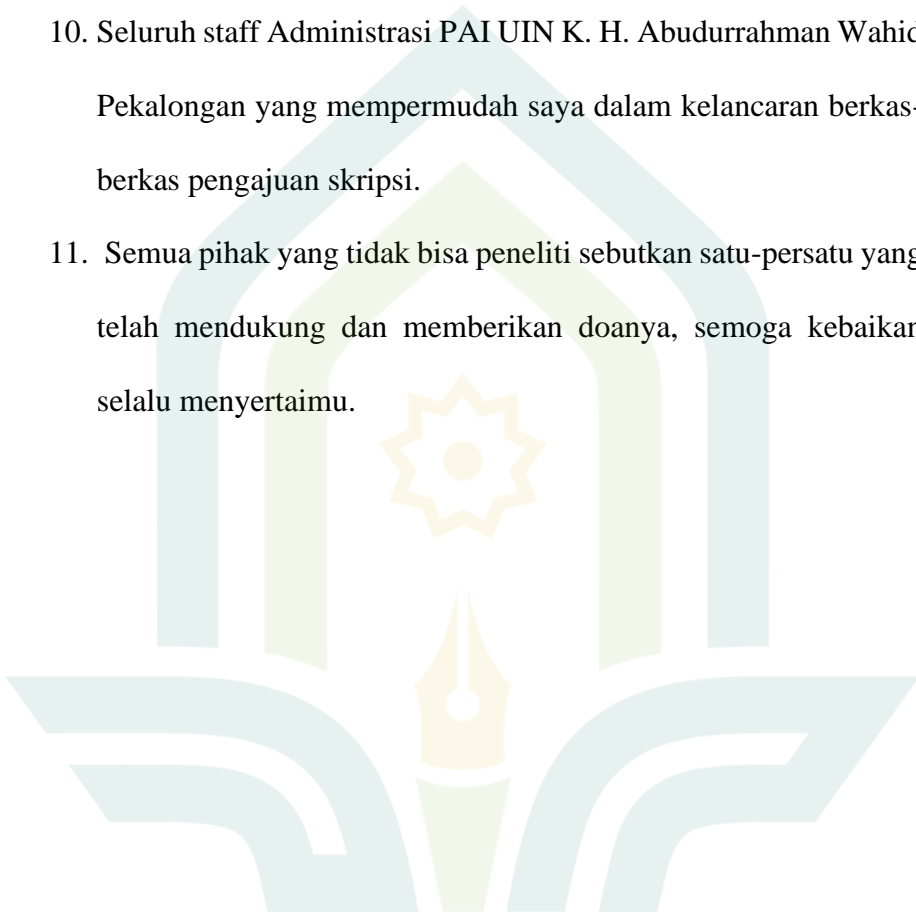 10. Seluruh staff Administrasi PAI UIN K. H. Abudurrahman Wahid
Pekalongan yang mempermudah saya dalam kelancaran berkas-
berkas pengajuan skripsi.
11. Semua pihak yang tidak bisa peneliti sebutkan satu-persatu yang
telah mendukung dan memberikan doanya, semoga kebaikan
selalu menyertaimu.